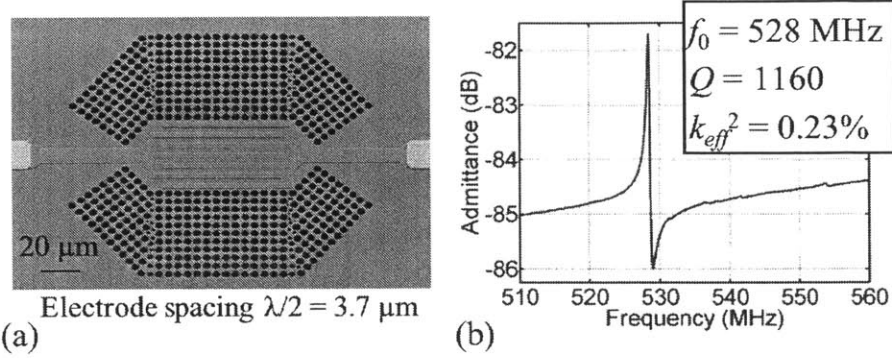 20 μm
Electrode spacing λ/2 = 3.7 μm
(a)
f0 = 528 MHz
Q = 1160
keff2 = 0.23%
Admittance (dB)
-82
-83
-84
-85
-86
510 520 530 540 550 560
Frequency (MHz)
(b)